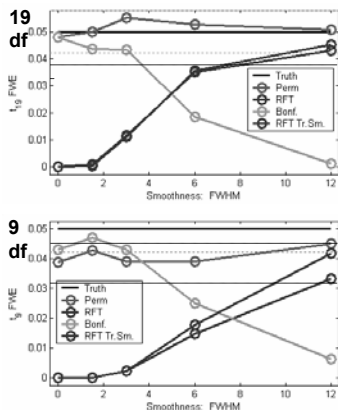 19
df
0.05
0.04
0.03
0.02
0.01
0
t19 FWE
Truth
Perm
RFT
Bonf.
RFT Tr.Sm.
0 2 4 6 8 10 12
Smoothness: FWHM
9
df
0.05
0.04
0.03
0.02
0.01
0
t9 FWE
Truth
Perm
RFT
Bonf.
RFT Tr.Sm.
0 2 4 6 8 10 12
Smoothness: FWHM